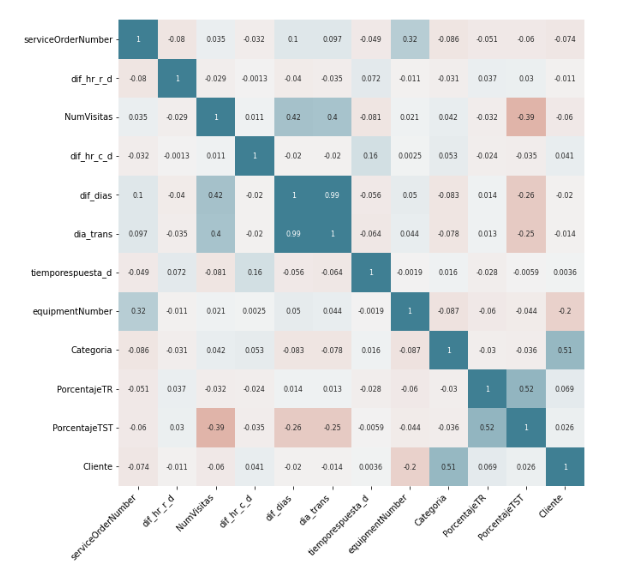 serviceOrderNumber 1 -0.08 0.035 -0.032 0.1 0.097 -0.049 0.32 -0.086 -0.051 -0.06 -0.074
dif_hr_r_d -0.08 1 -0.029 -0.0013 -0.04 -0.035 0.072 -0.011 -0.031 0.037 0.03 -0.011
NumVisitas 0.035 -0.029 1 0.011 0.42 0.4 -0.081 0.021 0.042 -0.032 -0.39 -0.06
dif_hr_c_d -0.032 -0.0013 0.011 1 -0.02 -0.02 0.16 0.0025 0.053 -0.024 -0.035 0.041
dif_dias 0.1 -0.04 0.42 -0.02 1 0.99 -0.056 0.05 -0.083 0.014 -0.26 -0.02
dia_trans 0.097 -0.035 0.4 -0.02 0.99 1 -0.064 0.044 -0.078 0.013 -0.25 -0.014
tiemporespuesta_d -0.049 0.072 -0.081 0.16 -0.056 -0.064 1 -0.0019 0.016 -0.028 -0.0059 0.0036
equipmentNumber 0.32 -0.011 0.021 0.0025 0.05 0.044 -0.0019 1 -0.087 -0.06 -0.044 -0.2
Categoria -0.086 -0.031 0.042 0.053 -0.083 -0.078 0.016 -0.087 1 -0.03 -0.036 0.51
PorcentajeTR -0.051 0.037 -0.032 -0.024 0.014 0.013 -0.028 -0.06 -0.03 1 0.52 0.069
PorcentajeTST -0.06 0.03 -0.39 -0.035 -0.26 -0.25 -0.0059 -0.044 -0.036 0.52 1 0.026
Cliente -0.074 -0.011 -0.06 0.041 -0.02 -0.014 0.0036 -0.2 0.51 0.069 0.026 1
serviceOrderNumber dif_hr_r_d NumVisitas dif_hr_c_d dif_dias dia_trans tiemporespuesta_d equipmentNumber Categoria PorcentajeTR PorcentajeTST Cliente